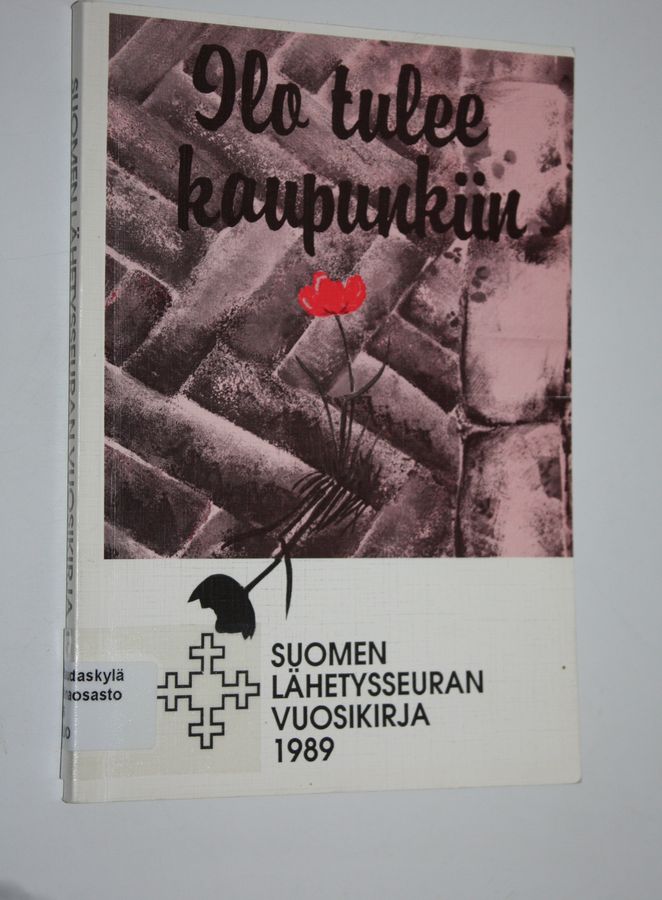 Ilo tulee
kaupunkiin
SUOMEN
LÄHETYSSEURAN
VUOSIKIRJA
1989
SUOMEN LÄHETYSSEURAN VUOSIKIRJA